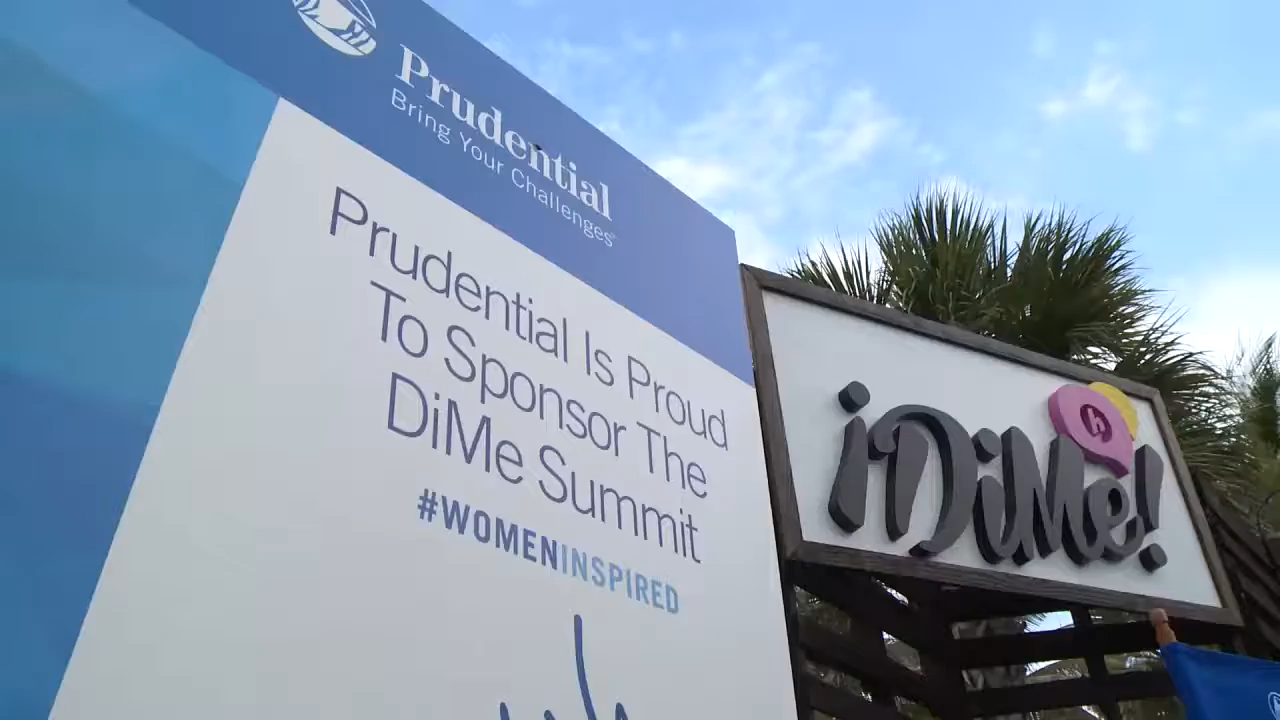 Prudential
Bring Your Challenges®
Prudential Is Proud
To Sponsor The
DiMe Summit
#WOMENINSPIRED
¡DiMe!
h